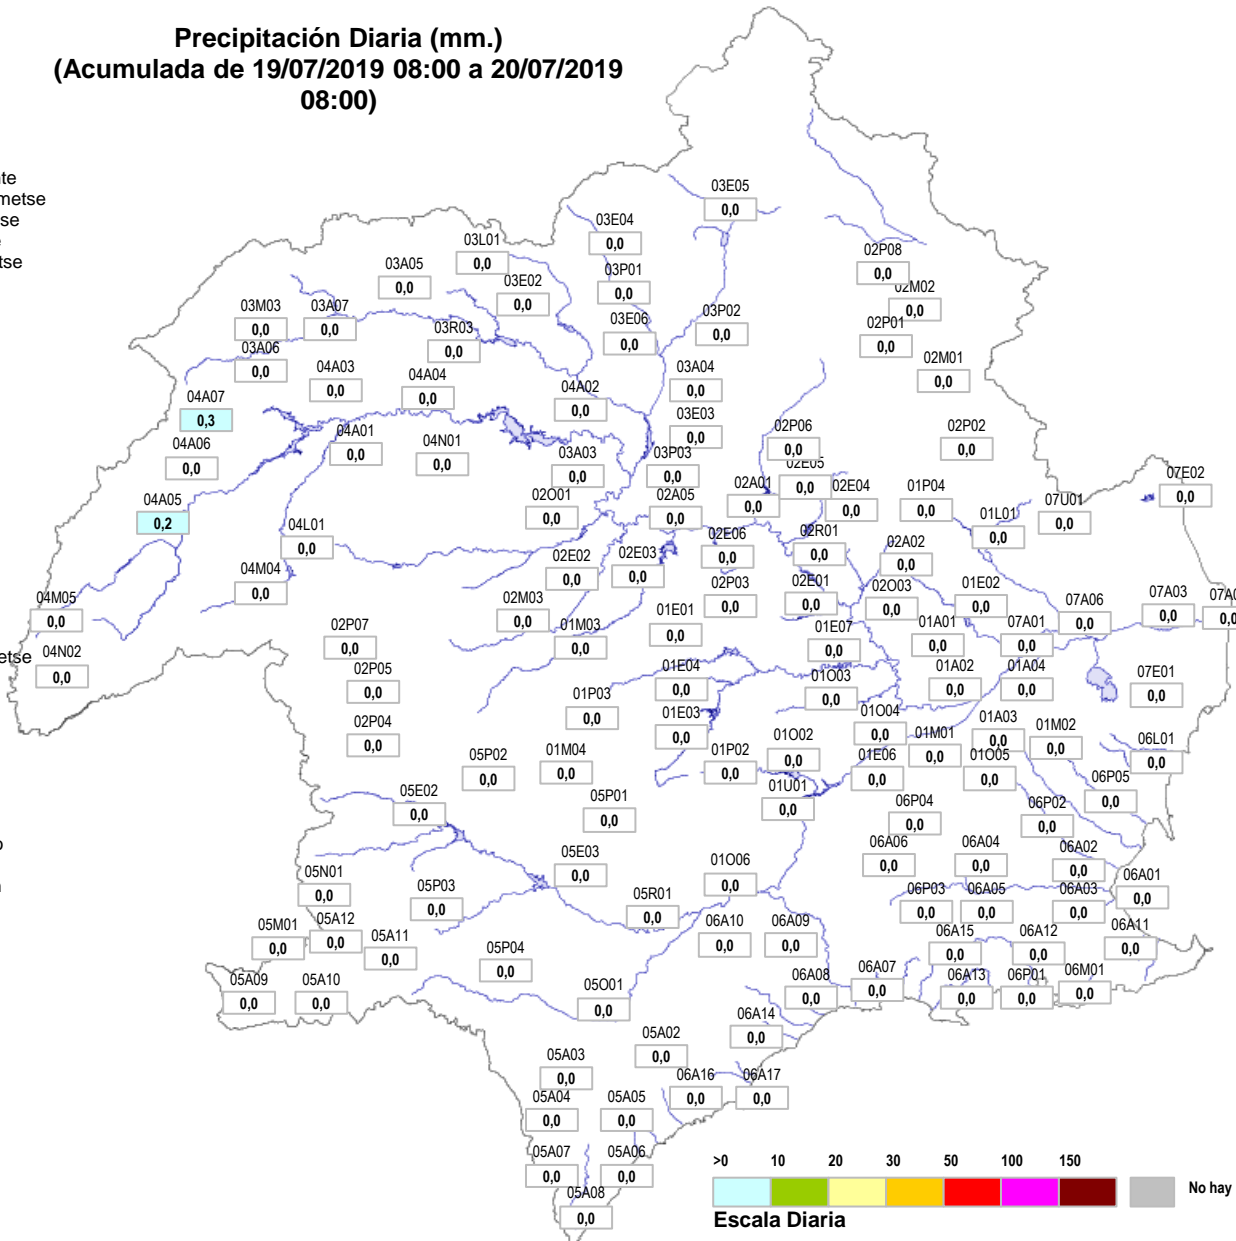 Precipitación Diaria (mm.)
(Acumulada de 19/07/2019 08:00 a 20/07/2019
08:00)
03E05
0,0
03E04
0,0
03L01
0,0
02P08
0,0
03A05
0,0
03P01
0,0
03E02
0,0
02M02
0,0
03M03
0,0
03A07
0,0
03R03
0,0
03E06
0,0
03P02
0,0
02P01
0,0
03A06
0,0
04A03
0,0
04A04
0,0
03A04
0,0
02M01
0,0
04A07
0,3
04A02
0,0
03E03
0,0
04A06
0,0
04A01
0,0
04N01
0,0
02P06
0,0
02P02
0,0
03A03
0,0
03P03
0,0
02E05
0,0
07E02
0,0
04A05
0,2
02O01
0,0
02A05
0,0
02A01
0,0
02E04
0,0
01P04
0,0
07U01
0,0
01L01
0,0
04L01
0,0
02E02
0,0
02E03
0,0
02E06
0,0
02R01
0,0
02A02
0,0
04M04
0,0
02P03
0,0
02E01
0,0
02O03
0,0
01E02
0,0
04M05
0,0
02M03
0,0
01E01
0,0
07A06
0,0
07A03
0,0
07A0
0,0
02P07
0,0
01M03
0,0
01E07
0,0
01A01
0,0
07A01
0,0
etse
04N02
0,0
02P05
0,0
01E04
0,0
01O03
0,0
01A02
0,0
01A04
0,0
07E01
0,0
01P03
0,0
02P04
0,0
01E03
0,0
01O04
0,0
01A03
0,0
01M02
0,0
05P02
0,0
01M04
0,0
01P02
0,0
01O02
0,0
01M01
0,0
01E06
0,0
01O05
0,0
06L01
0,0
05E02
0,0
05P01
0,0
01U01
0,0
06P04
0,0
06P02
0,0
06P05
0,0
05E03
0,0
01O06
0,0
06A06
0,0
06A04
0,0
06A02
0,0
05N01
0,0
05P03
0,0
05R01
0,0
06P03
0,0
06A05
0,0
06A03
0,0
06A01
0,0
05M01
0,0
05A12
0,0
05A11
0,0
06A10
0,0
06A09
0,0
06A15
0,0
06A12
0,0
06A11
0,0
05A09
0,0
05A10
0,0
05P04
0,0
05O01
0,0
06A08
0,0
06A07
0,0
06A13
0,0
06P01
0,0
06M01
0,0
06A14
0,0
05A02
0,0
05A03
0,0
06A16
0,0
06A17
0,0
05A04
0,0
05A05
0,0
05A07
0,0
05A06
0,0
05A08
0,0
>0 10 20 30 50 100 150
No hay
Escala Diaria